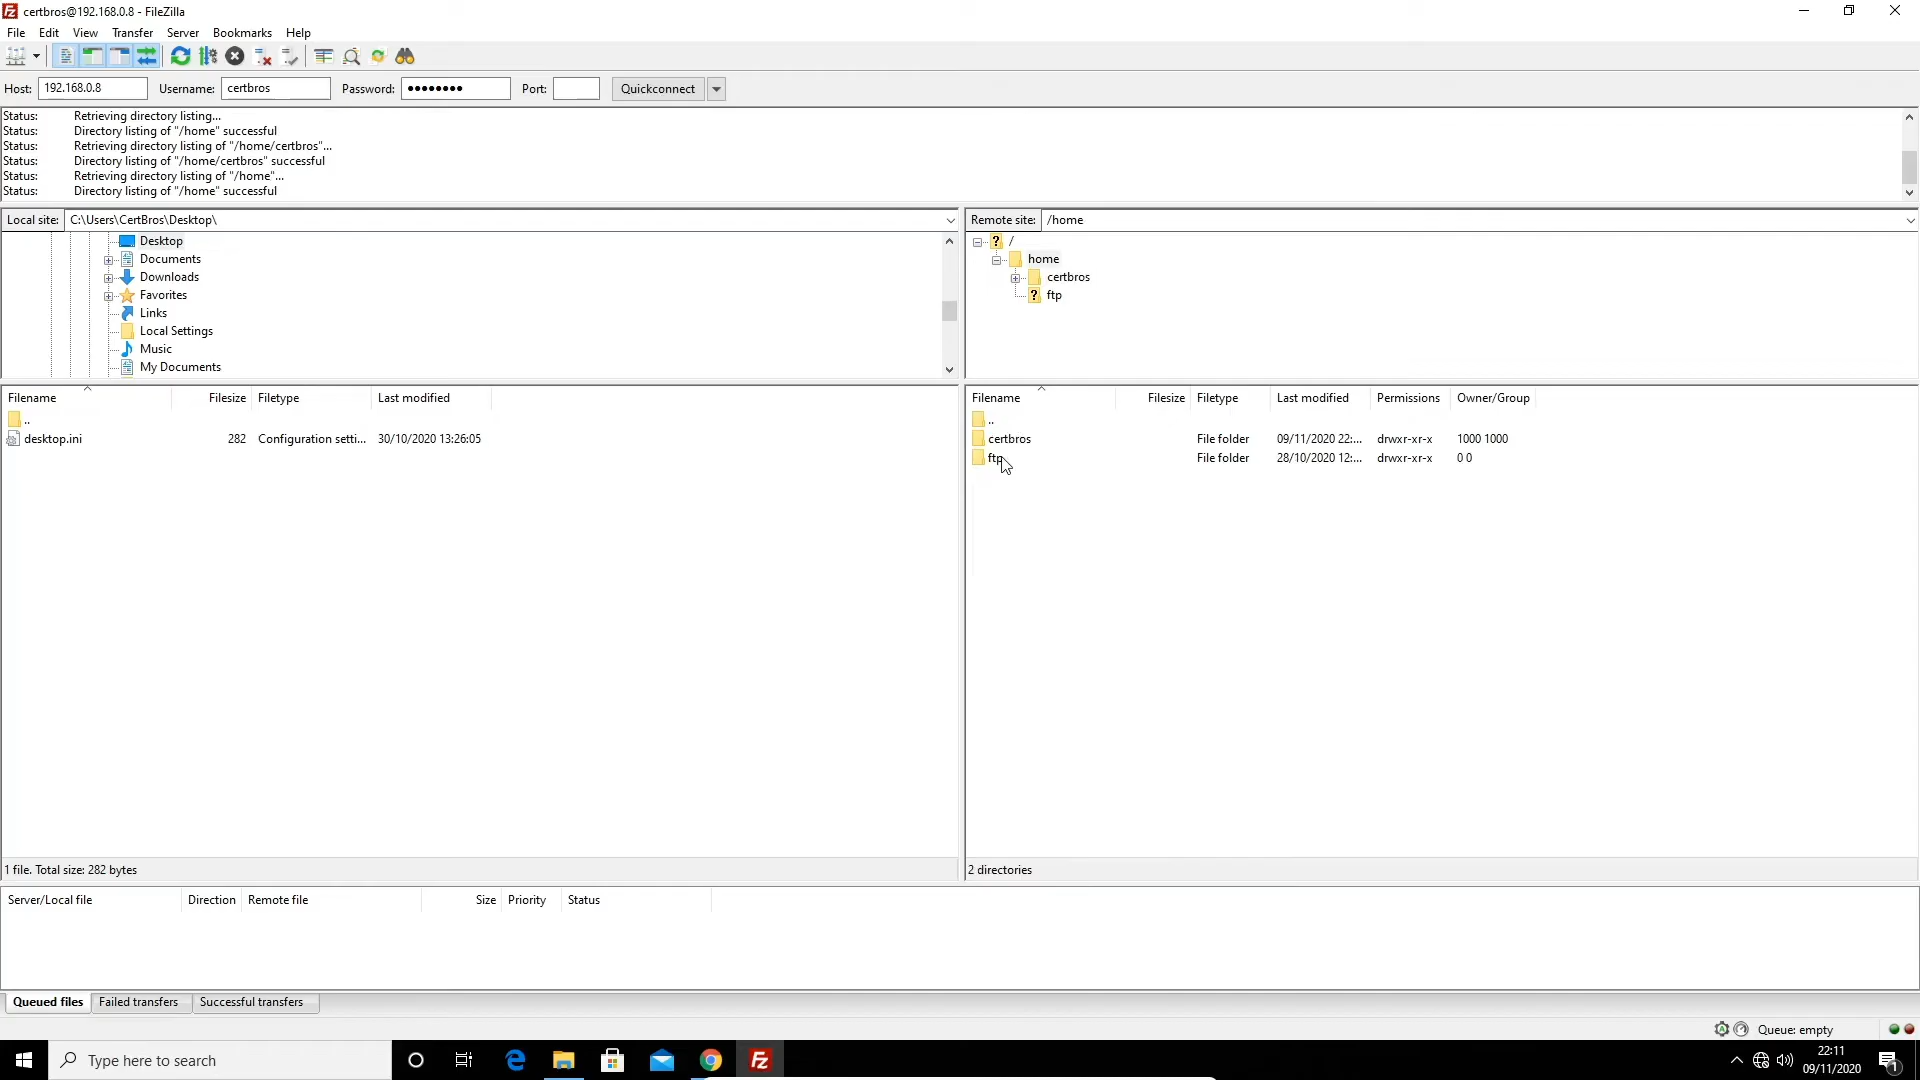 certbros@192.168.0.8 - FileZilla
File Edit View Transfer Server Bookmarks Help
Host: 192.168.0.8 Username: certbros Password: •••••••• Port: Quickconnect
Status: Retrieving directory listing...
Status: Directory listing of "/home" successful
Status: Retrieving directory listing of "/home/certbros"...
Status: Directory listing of "/home/certbros" successful
Status: Retrieving directory listing of "/home"...
Status: Directory listing of "/home" successful
Local site: C:\Users\CertBros\Desktop\
Desktop
Documents
Downloads
Favorites
Links
Local Settings
Music
My Documents
Remote site: /home
/
home
certbros
ftp
Filename Filesize Filetype Last modified
..
desktop.ini 282 Configuration setti... 30/10/2020 13:26:05
1 file. Total size: 282 bytes
Filename Filesize Filetype Last modified Permissions Owner/Group
..
certbros File folder 09/11/2020 22:... drwxr-xr-x 1000 1000
ftp File folder 28/10/2020 12:... drwxr-xr-x 0 0
2 directories
Server/Local file Direction Remote file Size Priority Status
Queued files Failed transfers Successful transfers
Queue: empty
Type here to search
22:11
09/11/2020
1